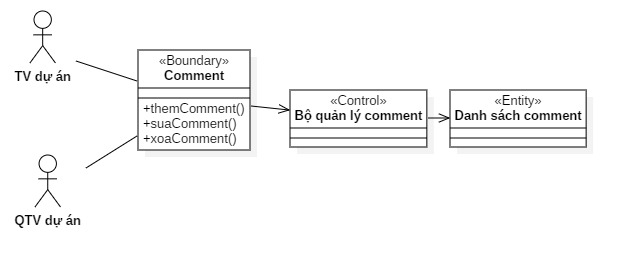 TV dự án
«Boundary»
Comment
+themComment()
+suaComment()
+xoaComment()
«Control»
Bộ quản lý comment
«Entity»
Danh sách comment
QTV dự án